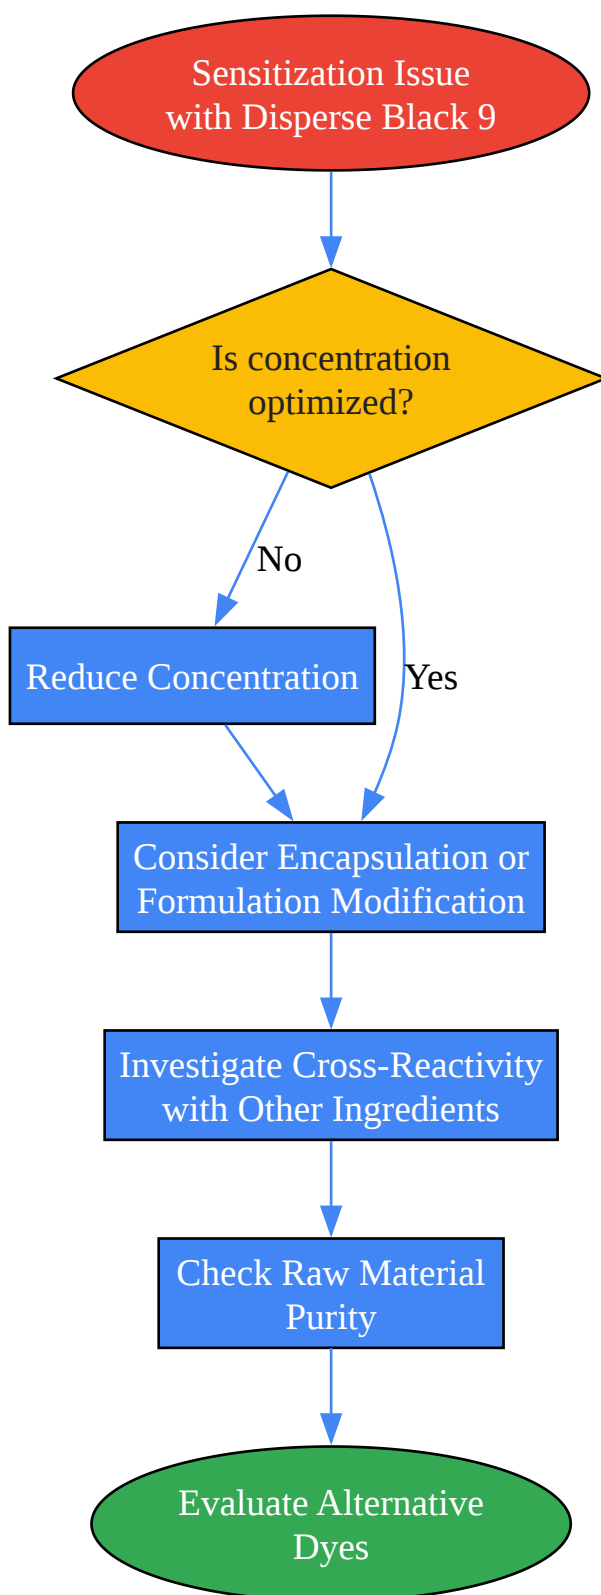 Sensitization Issue
with Disperse Black 9
Is concentration
optimized?
No
Reduce Concentration
Yes
Consider Encapsulation or
Formulation Modification
Investigate Cross-Reactivity
with Other Ingredients
Check Raw Material
Purity
Evaluate Alternative
Dyes